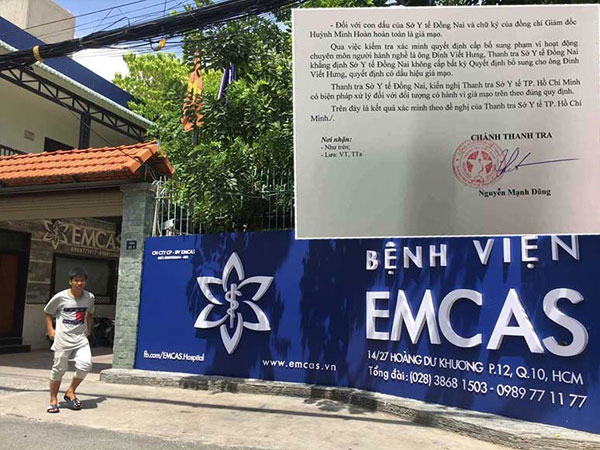 - Đối với con dấu của Sở Y tế Đồng Nai và chữ ký của đồng chí Giám đốc
Huỳnh Minh Hoàn hoàn toàn là giả mạo.
Qua việc kiểm tra xác minh quyết định cấp bổ sung phạm vi hoạt động
chuyên môn người hành nghề là ông Đinh Viết Hưng, Thanh tra Sở Y tế Đồng Nai
khẳng định Sở Y tế Đồng Nai không cấp bất kỳ Quyết định bổ sung cho ông Đinh
Viết Hưng, quyết định có dấu hiệu giả mạo.
Thanh tra Sở Y tế Đồng Nai, kiến nghị Thanh tra Sở Y tế TP. Hồ Chí Minh
có biện pháp xử lý đối với đối tượng có hành vi giả mạo trên theo đúng quy định.
Trên đây là kết quả xác minh theo đề nghị của Thanh tra Sở Y tế TP. Hồ Chí
Minh./.
Nơi nhận:
- Như trên;
- Lưu: VT, TTa
CHÁNH THANH TRA
Nguyễn Mạnh Dũng
EMCAS
CN CTY CP - BV EMCAS
BỆNH VIỆN
EMCAS
14/27 HOÀNG DƯ KHƯƠNG P.12, Q.10, HCM
Tổng đài: (028) 3868 1503 - 0989 77 11 77
fb.com/EMCAS.Hospital
www.emcas.vn